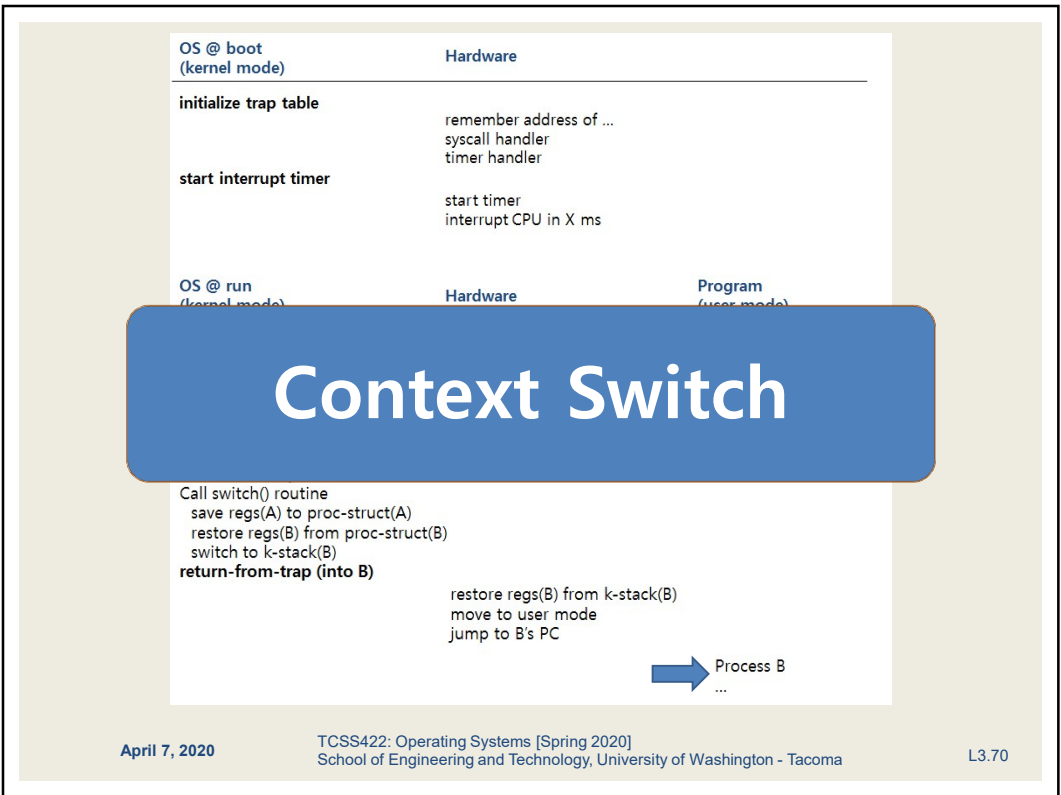 OS @ boot
(kernel mode)
Hardware
initialize trap table
remember address of ...
syscall handler
timer handler
start interrupt timer
start timer
interrupt CPU in X ms
OS @ run
(kernel mode)
Hardware
Program
(user mode)
Context Switch
Call switch() routine
save regs(A) to proc-struct(A)
restore regs(B) from proc-struct(B)
switch to k-stack(B)
return-from-trap (into B)
restore regs(B) from k-stack(B)
move to user mode
jump to B's PC
Process B
...
April 7, 2020
TCSS422: Operating Systems [Spring 2020]
School of Engineering and Technology, University of Washington - Tacoma
L3.70